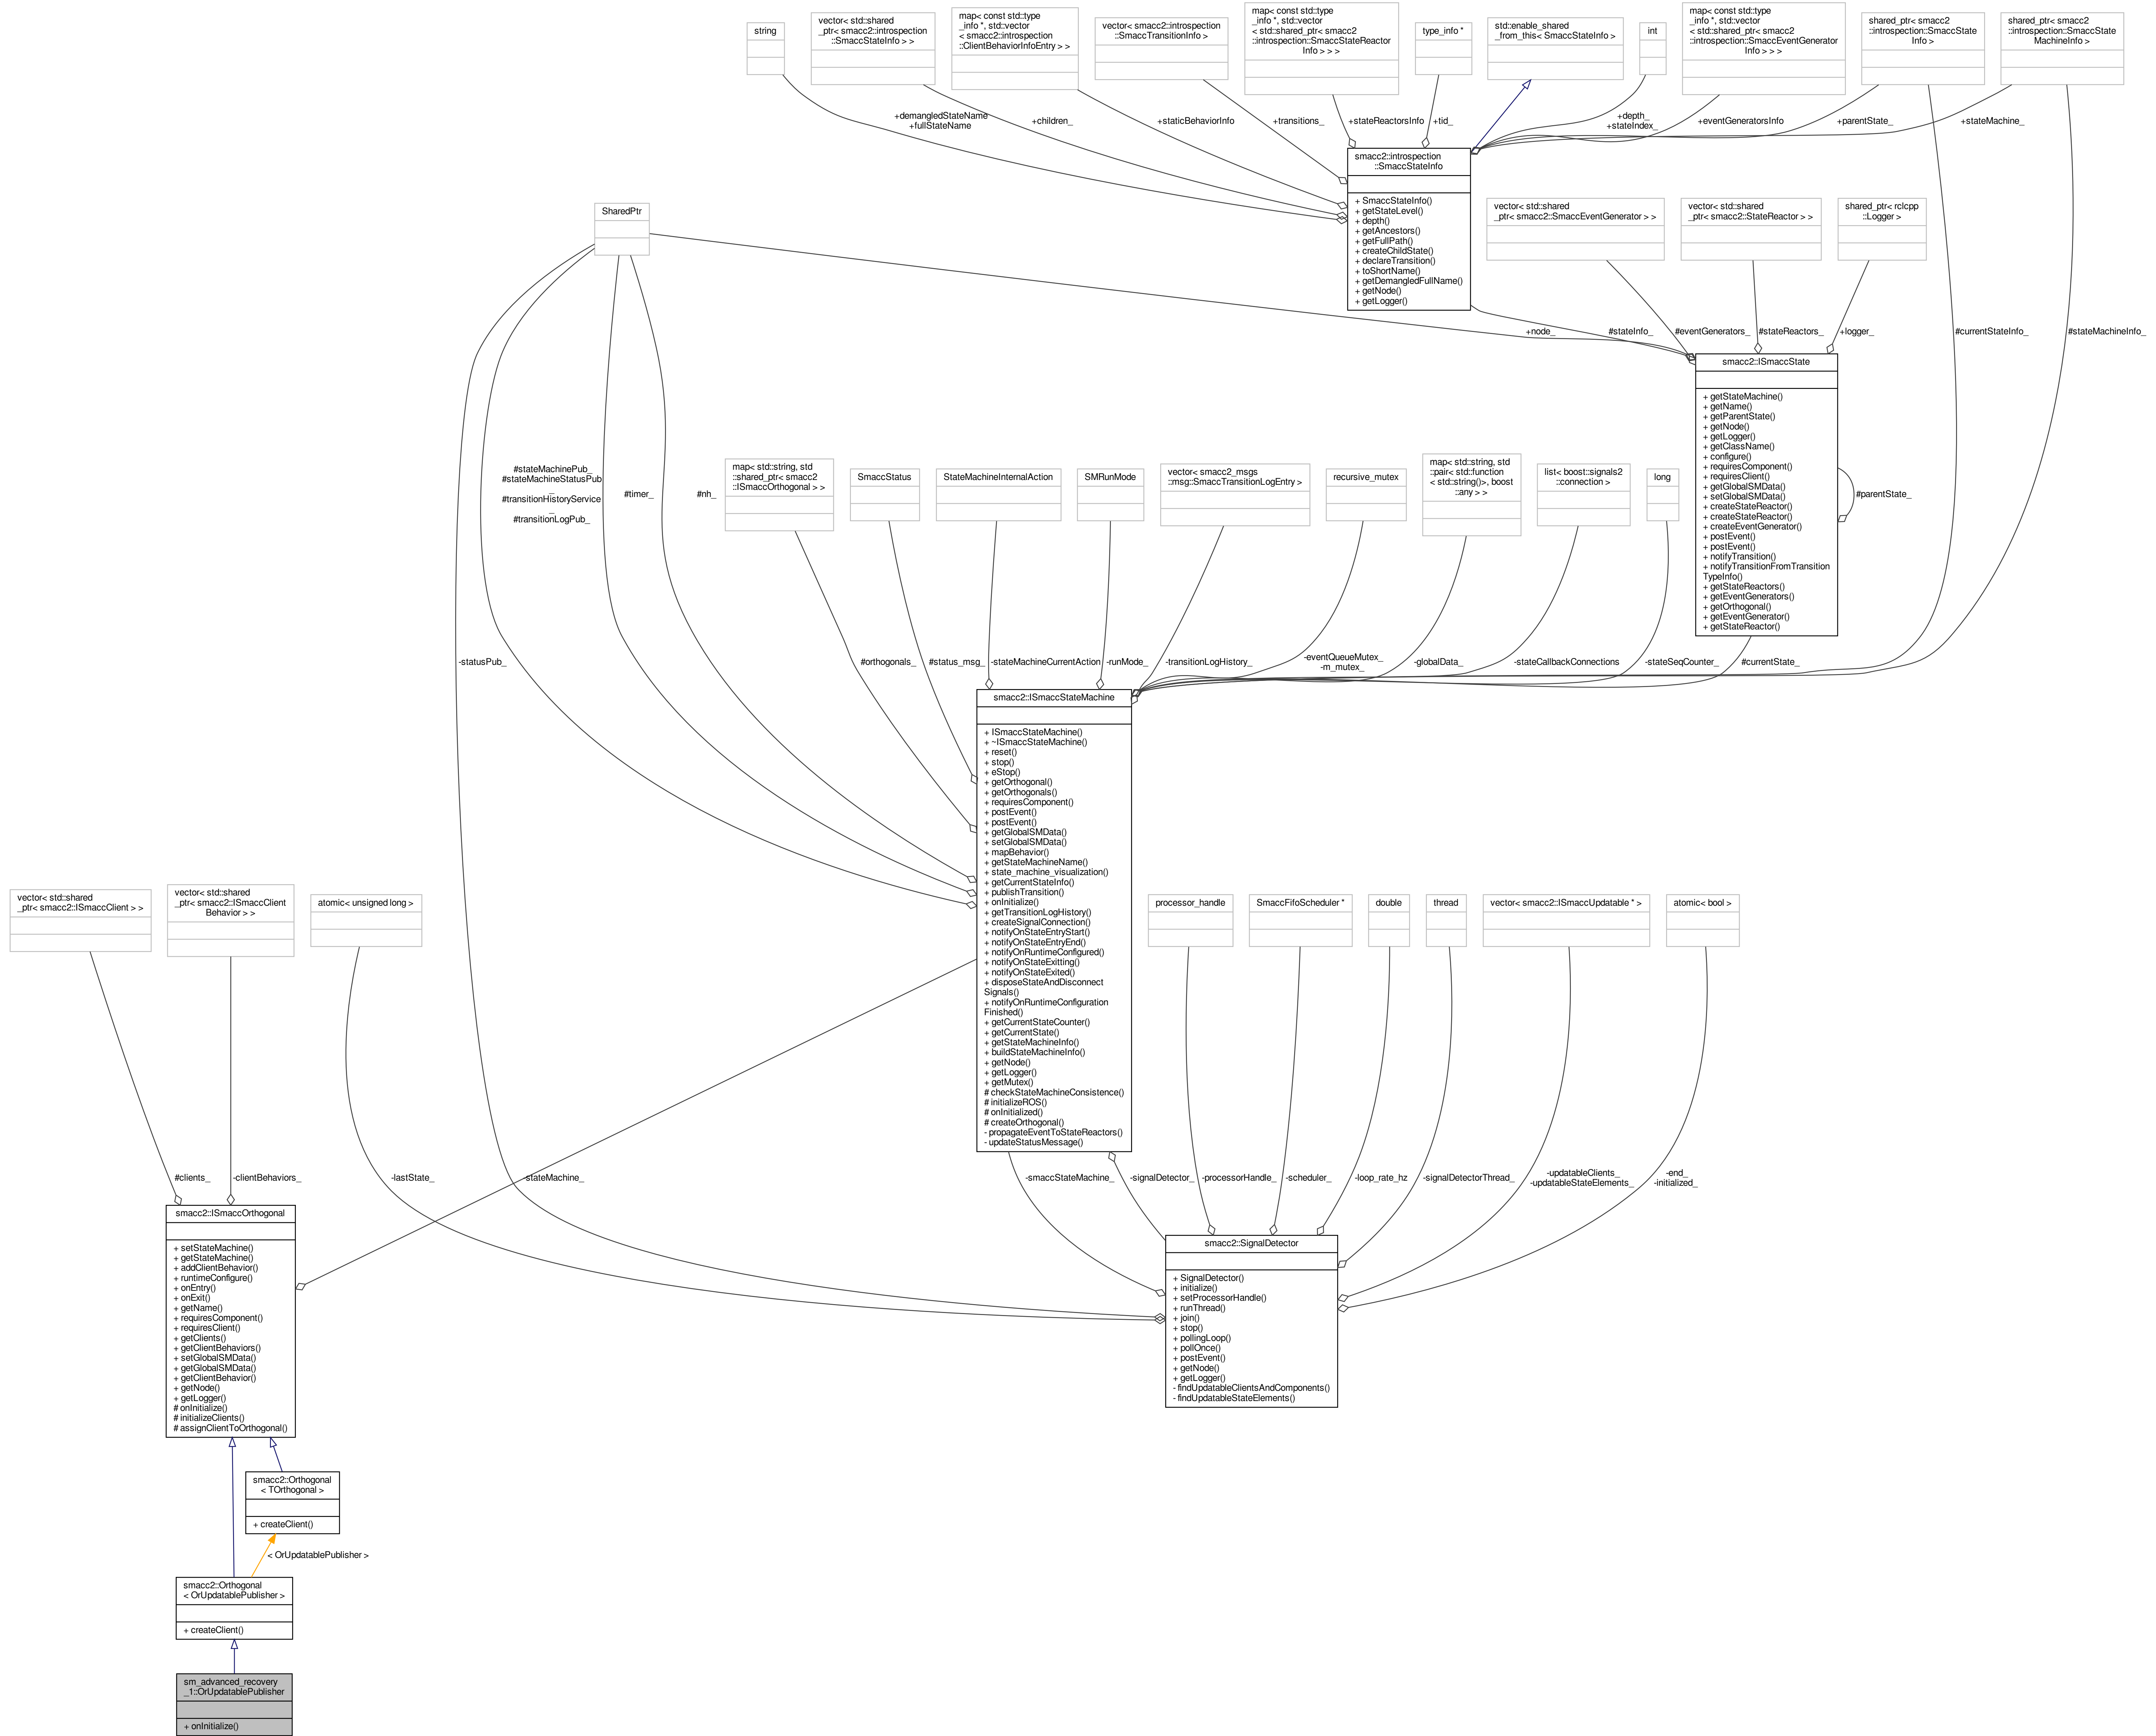 string
vector< std::shared
_ptr< smacc2::introspection
::SmaccStateInfo > >
map< const std::type
_info *, std::vector
< smacc2::introspection
::ClientBehaviorInfoEntry > >
vector< smacc2::introspection
::SmaccTransitionInfo >
map< const std::type
_info *, std::vector
< std::shared_ptr< smacc2
::introspection::SmaccStateReactor
Info > > >
type_info *
std::enable_shared
_from_this< SmaccStateInfo >
int
map< const std::type
_info *, std::vector
< std::shared_ptr< smacc2
::introspection::SmaccEventGenerator
Info > > >
shared_ptr< smacc2
::introspection::SmaccState
Info >
shared_ptr< smacc2
::introspection::SmaccState
MachineInfo >
+demangledStateName
+fullStateName
+children_
+staticBehaviorInfo
+transitions_
+stateReactorsInfo
+tid_
+depth_
+stateIndex_
+eventGeneratorsInfo
+parentState_
+stateMachine_
smacc2::introspection
::SmaccStateInfo
+ SmaccStateInfo()
+ getStateLevel()
+ depth()
+ getAncestors()
+ getFullPath()
+ createChildState()
+ declareTransition()
+ toShortName()
+ getDemangledFullName()
+ getNode()
+ getLogger()
SharedPtr
vector< std::shared
_ptr< smacc2::SmaccEventGenerator > >
vector< std::shared
_ptr< smacc2::StateReactor > >
shared_ptr< rclcpp
::Logger >
+node_
#stateInfo_
#eventGenerators_
#stateReactors_
+logger_
#currentStateInfo_
#stateMachineInfo_
smacc2::ISmaccState
+ getStateMachine()
+ getName()
+ getParentState()
+ getNode()
+ getLogger()
+ getClassName()
+ configure()
+ requiresComponent()
+ requiresClient()
+ getGlobalSMData()
+ setGlobalSMData()
+ createStateReactor()
+ createStateReactor()
+ createEventGenerator()
+ postEvent()
+ postEvent()
+ notifyTransition()
+ notifyTransitionFromTransition
TypeInfo()
+ getStateReactors()
+ getEventGenerators()
+ getOrthogonal()
+ getEventGenerator()
+ getStateReactor()
#parentState_
#stateMachinePub_
#stateMachineStatusPub
_
#transitionHistoryService
_
#transitionLogPub_
#timer_
#nh_
map< std::string, std
::shared_ptr< smacc2
::ISmaccOrthogonal > >
SmaccStatus
StateMachineInternalAction
SMRunMode
vector< smacc2_msgs
::msg::SmaccTransitionLogEntry >
recursive_mutex
map< std::string, std
::pair< std::function
< std::string()>, boost
::any > >
list< boost::signals2
::connection >
long
-statusPub_
#orthogonals_
#status_msg_
-stateMachineCurrentAction
-runMode_
-transitionLogHistory_
-eventQueueMutex_
-m_mutex_
-globalData_
-stateCallbackConnections
-stateSeqCounter_
#currentState_
smacc2::ISmaccStateMachine
+ ISmaccStateMachine()
+ ~ISmaccStateMachine()
+ reset()
+ stop()
+ eStop()
+ getOrthogonal()
+ getOrthogonals()
+ requiresComponent()
+ postEvent()
+ postEvent()
+ getGlobalSMData()
+ setGlobalSMData()
+ mapBehavior()
+ getStateMachineName()
+ state_machine_visualization()
+ getCurrentStateInfo()
+ publishTransition()
+ onInitialize()
+ getTransitionLogHistory()
+ createSignalConnection()
+ notifyOnStateEntryStart()
+ notifyOnStateEntryEnd()
+ notifyOnRuntimeConfigured()
+ notifyOnStateExitting()
+ notifyOnStateExited()
+ disposeStateAndDisconnect
Signals()
+ notifyOnRuntimeConfiguration
Finished()
+ getCurrentStateCounter()
+ getCurrentState()
+ getStateMachineInfo()
+ buildStateMachineInfo()
+ getNode()
+ getLogger()
+ getMutex()
# checkStateMachineConsistence()
# initializeROS()
# onInitialized()
# createOrthogonal()
- propagateEventToStateReactors()
- updateStatusMessage()
vector< std::shared
_ptr< smacc2::ISmaccClient > >
vector< std::shared
_ptr< smacc2::ISmaccClient
Behavior > >
atomic< unsigned long >
processor_handle
SmaccFifoScheduler *
double
thread
vector< smacc2::ISmaccUpdatable * >
atomic< bool >
#clients_
-clientBehaviors_
-lastState_
-stateMachine_
-smaccStateMachine_
-signalDetector_
-processorHandle_
-scheduler_
-loop_rate_hz
-signalDetectorThread_
-updatableClients_
-updatableStateElements_
-end_
-initialized_
smacc2::ISmaccOrthogonal
+ setStateMachine()
+ getStateMachine()
+ addClientBehavior()
+ runtimeConfigure()
+ onEntry()
+ onExit()
+ getName()
+ requiresComponent()
+ requiresClient()
+ getClients()
+ getClientBehaviors()
+ setGlobalSMData()
+ getGlobalSMData()
+ getClientBehavior()
+ getNode()
+ getLogger()
# onInitialize()
# initializeClients()
# assignClientToOrthogonal()
smacc2::SignalDetector
+ SignalDetector()
+ initialize()
+ setProcessorHandle()
+ runThread()
+ join()
+ stop()
+ pollingLoop()
+ pollOnce()
+ postEvent()
+ getNode()
+ getLogger()
- findUpdatableClientsAndComponents()
- findUpdatableStateElements()
smacc2::Orthogonal
< TOrthogonal >
+ createClient()
< OrUpdatablePublisher >
smacc2::Orthogonal
< OrUpdatablePublisher >
+ createClient()
sm_advanced_recovery
_1::OrUpdatablePublisher
+ onInitialize()